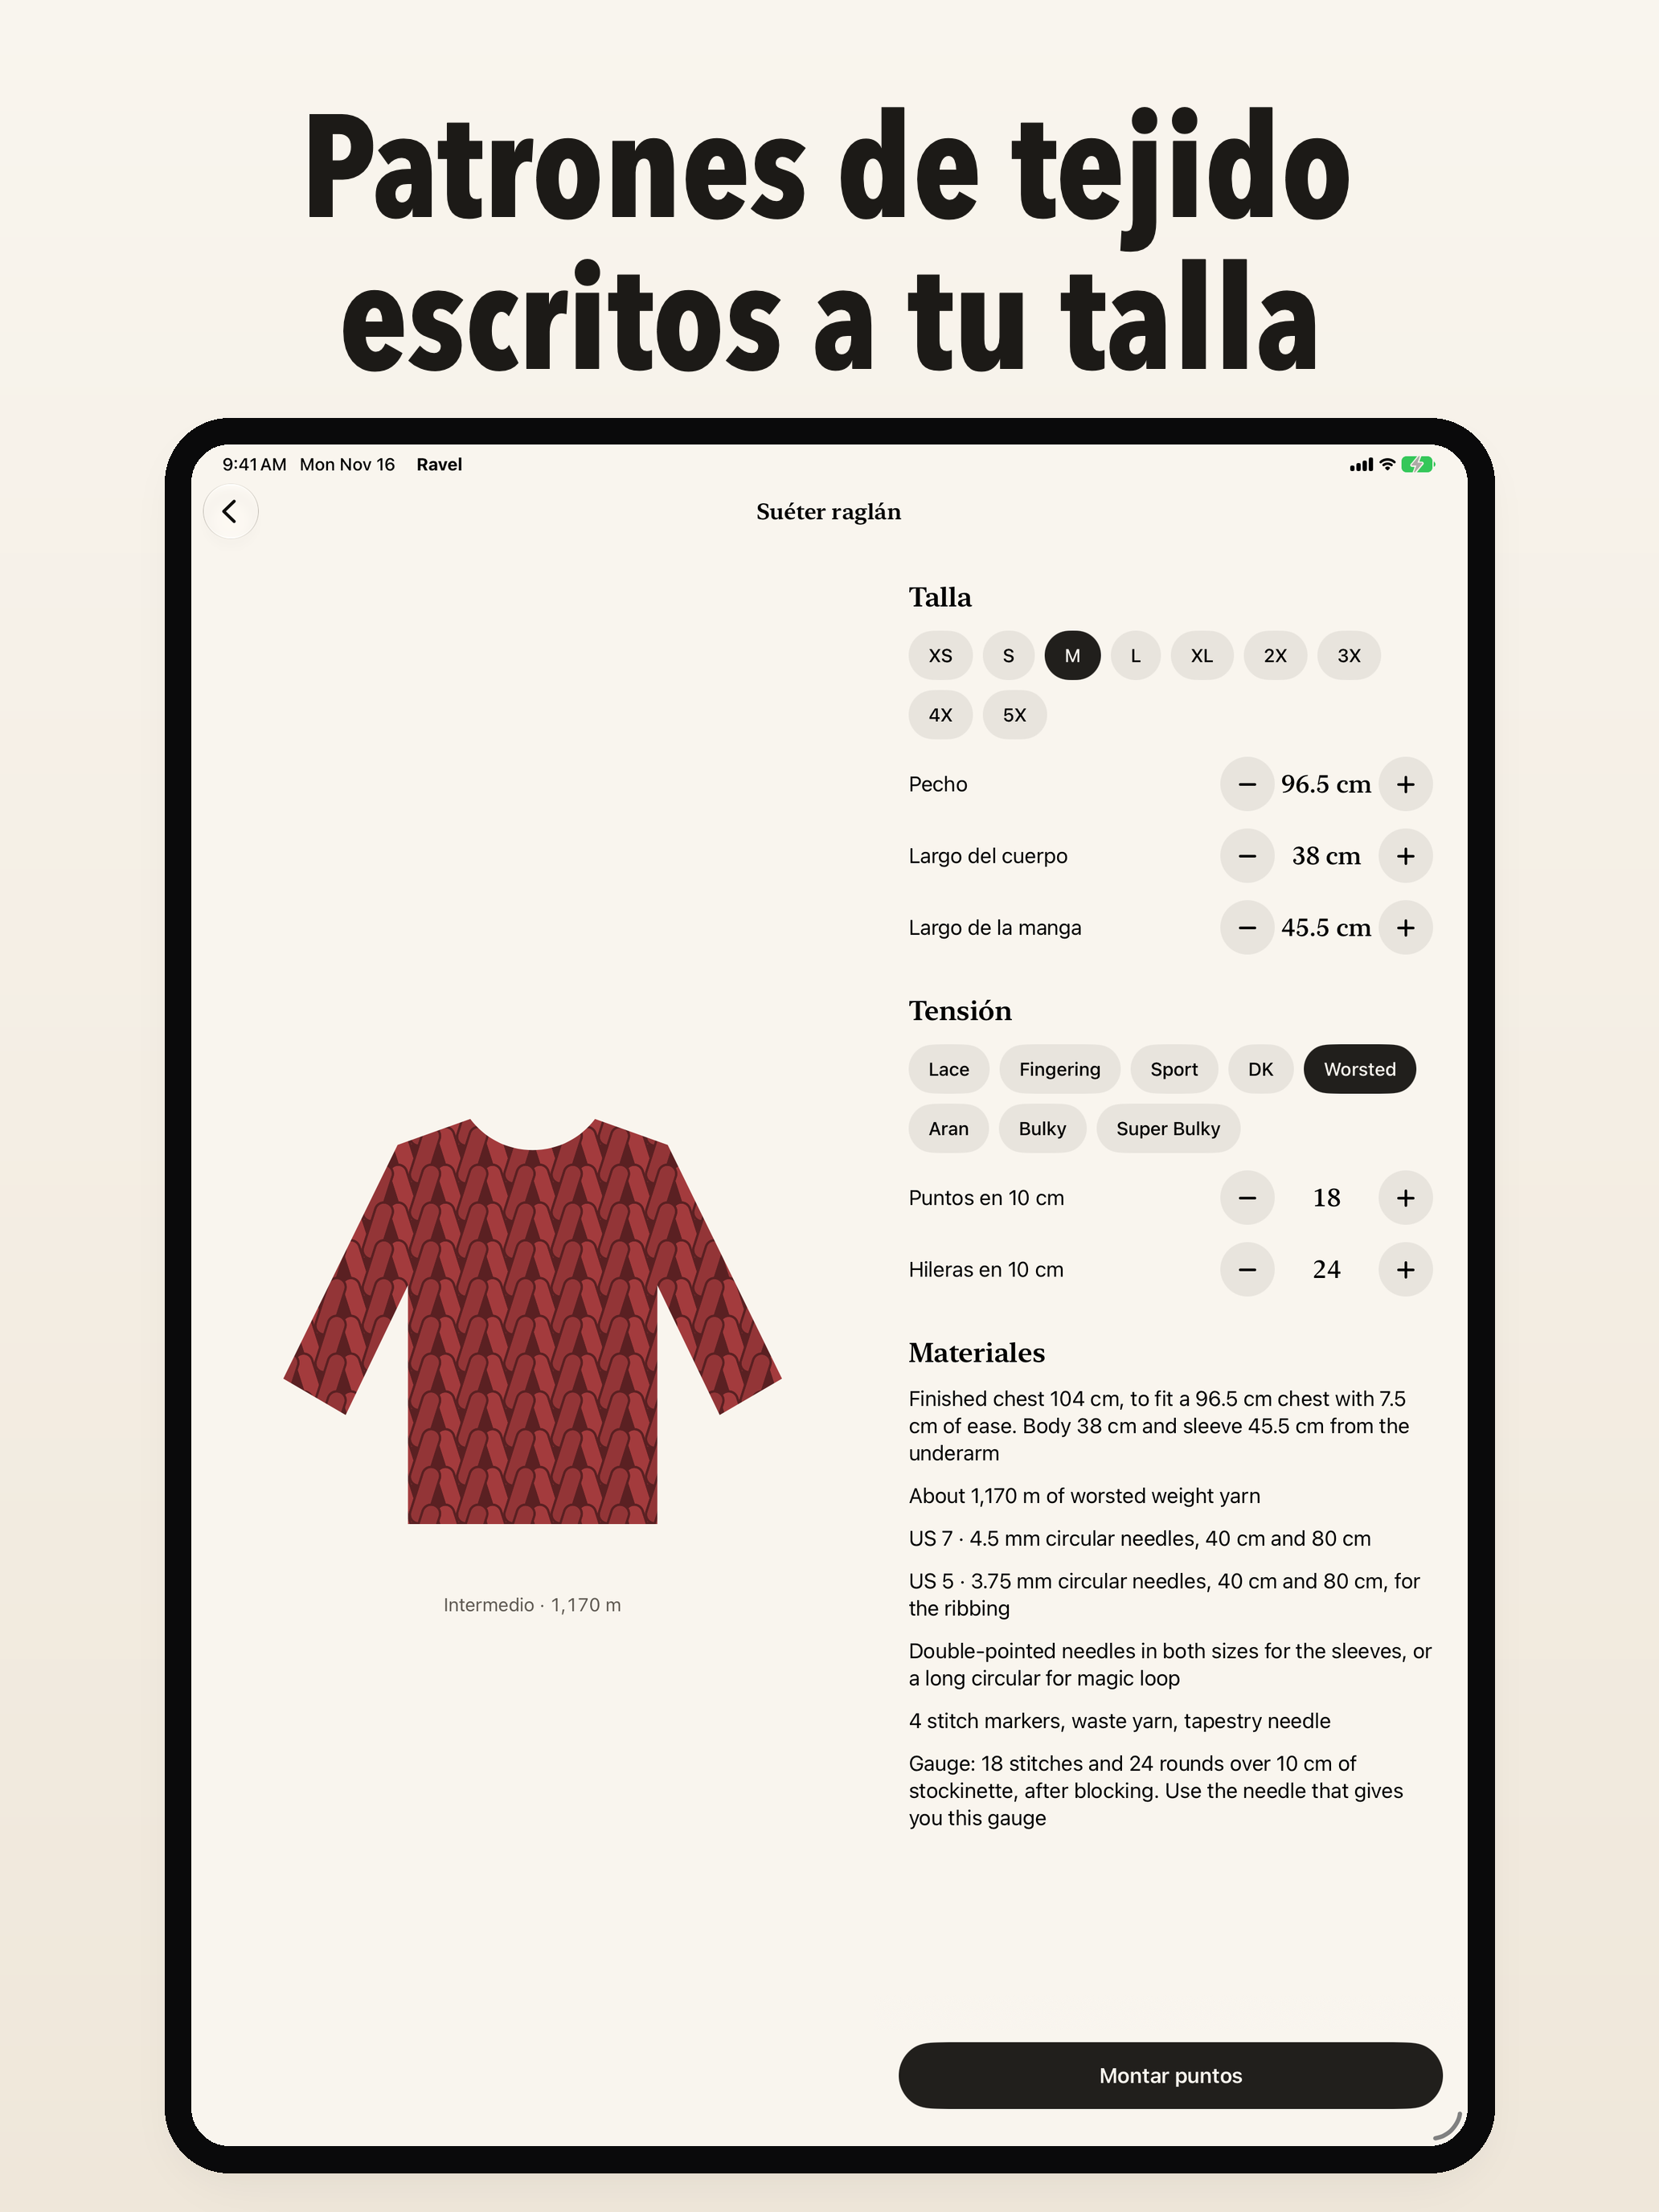 Patrones de tejido
escritos a tu talla
9:41 AM Mon Nov 16 Ravel
Suéter raglán
Talla
XS S M L XL 2X 3X
4X 5X
Pecho − 96.5 cm +
Largo del cuerpo − 38 cm +
Largo de la manga − 45.5 cm +
Tensión
Lace Fingering Sport DK Worsted
Aran Bulky Super Bulky
Puntos en 10 cm − 18 +
Hileras en 10 cm − 24 +
Materiales
Finished chest 104 cm, to fit a 96.5 cm chest with 7.5
cm of ease. Body 38 cm and sleeve 45.5 cm from the
underarm
About 1,170 m of worsted weight yarn
US 7 · 4.5 mm circular needles, 40 cm and 80 cm
US 5 · 3.75 mm circular needles, 40 cm and 80 cm, for
the ribbing
Double-pointed needles in both sizes for the sleeves, or
a long circular for magic loop
4 stitch markers, waste yarn, tapestry needle
Gauge: 18 stitches and 24 rounds over 10 cm of
stockinette, after blocking. Use the needle that gives
you this gauge
Intermedio · 1,170 m
Montar puntos